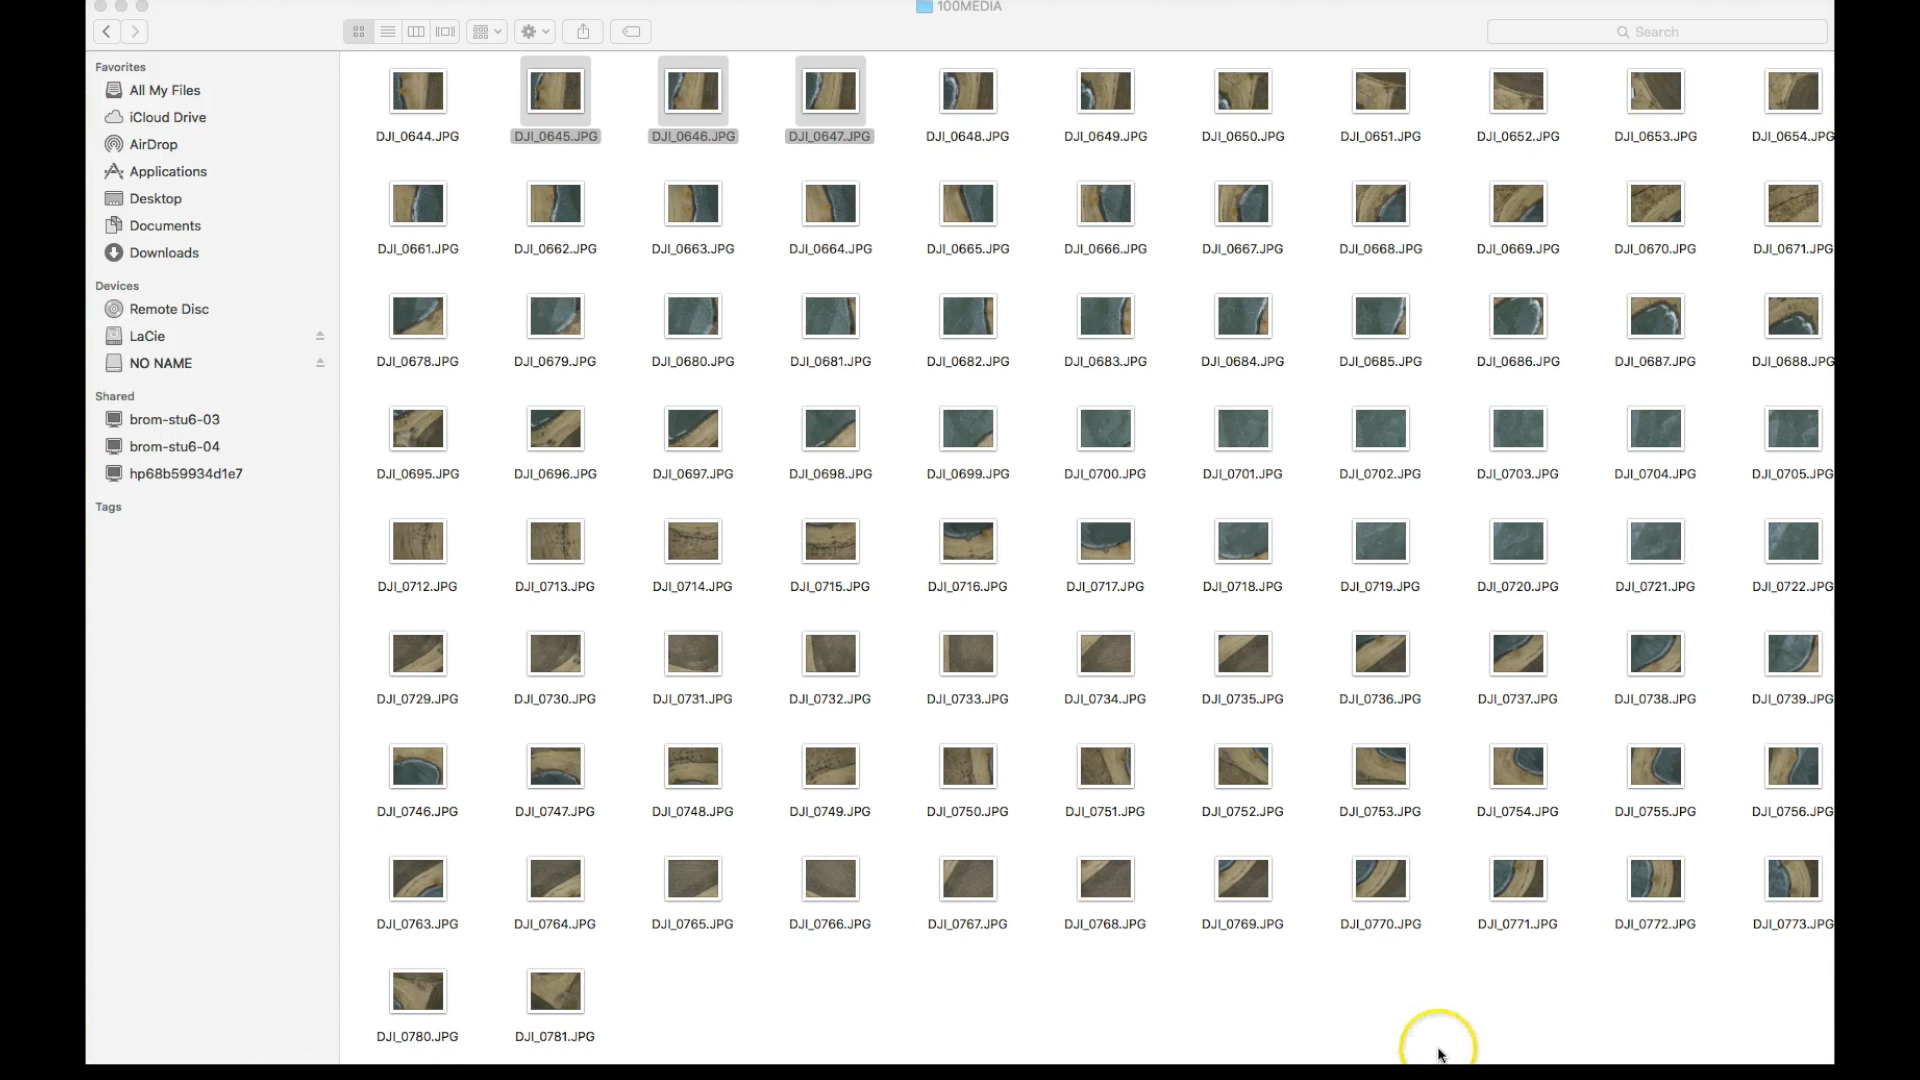 100MEDIA
Search
Favorites
All My Files
iCloud Drive
AirDrop
Applications
Desktop
Documents
Downloads
Devices
Remote Disc
LaCie
NO NAME
Shared
brom-stu6-03
brom-stu6-04
hp68b59934d1e7
Tags
DJI_0644.JPG DJI_0645.JPG DJI_0646.JPG DJI_0647.JPG DJI_0648.JPG DJI_0649.JPG DJI_0650.JPG DJI_0651.JPG DJI_0652.JPG DJI_0653.JPG DJI_0654.JPG
DJI_0661.JPG DJI_0662.JPG DJI_0663.JPG DJI_0664.JPG DJI_0665.JPG DJI_0666.JPG DJI_0667.JPG DJI_0668.JPG DJI_0669.JPG DJI_0670.JPG DJI_0671.JPG
DJI_0678.JPG DJI_0679.JPG DJI_0680.JPG DJI_0681.JPG DJI_0682.JPG DJI_0683.JPG DJI_0684.JPG DJI_0685.JPG DJI_0686.JPG DJI_0687.JPG DJI_0688.JPG
DJI_0695.JPG DJI_0696.JPG DJI_0697.JPG DJI_0698.JPG DJI_0699.JPG DJI_0700.JPG DJI_0701.JPG DJI_0702.JPG DJI_0703.JPG DJI_0704.JPG DJI_0705.JPG
DJI_0712.JPG DJI_0713.JPG DJI_0714.JPG DJI_0715.JPG DJI_0716.JPG DJI_0717.JPG DJI_0718.JPG DJI_0719.JPG DJI_0720.JPG DJI_0721.JPG DJI_0722.JPG
DJI_0729.JPG DJI_0730.JPG DJI_0731.JPG DJI_0732.JPG DJI_0733.JPG DJI_0734.JPG DJI_0735.JPG DJI_0736.JPG DJI_0737.JPG DJI_0738.JPG DJI_0739.JPG
DJI_0746.JPG DJI_0747.JPG DJI_0748.JPG DJI_0749.JPG DJI_0750.JPG DJI_0751.JPG DJI_0752.JPG DJI_0753.JPG DJI_0754.JPG DJI_0755.JPG DJI_0756.JPG
DJI_0763.JPG DJI_0764.JPG DJI_0765.JPG DJI_0766.JPG DJI_0767.JPG DJI_0768.JPG DJI_0769.JPG DJI_0770.JPG DJI_0771.JPG DJI_0772.JPG DJI_0773.JPG
DJI_0780.JPG DJI_0781.JPG